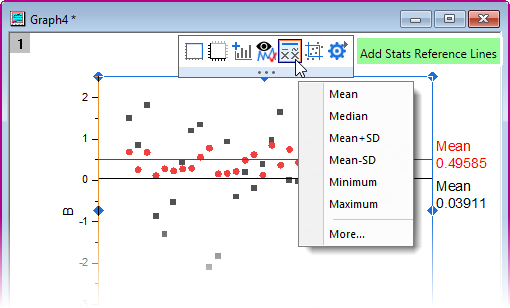 Graph4 *
1
Add Stats Reference Lines
Mean
Median
Mean+SD
Mean-SD
Minimum
Maximum
More...
2
1
0
-1
-2
-3
B
Mean
0.49585
Mean
0.03911